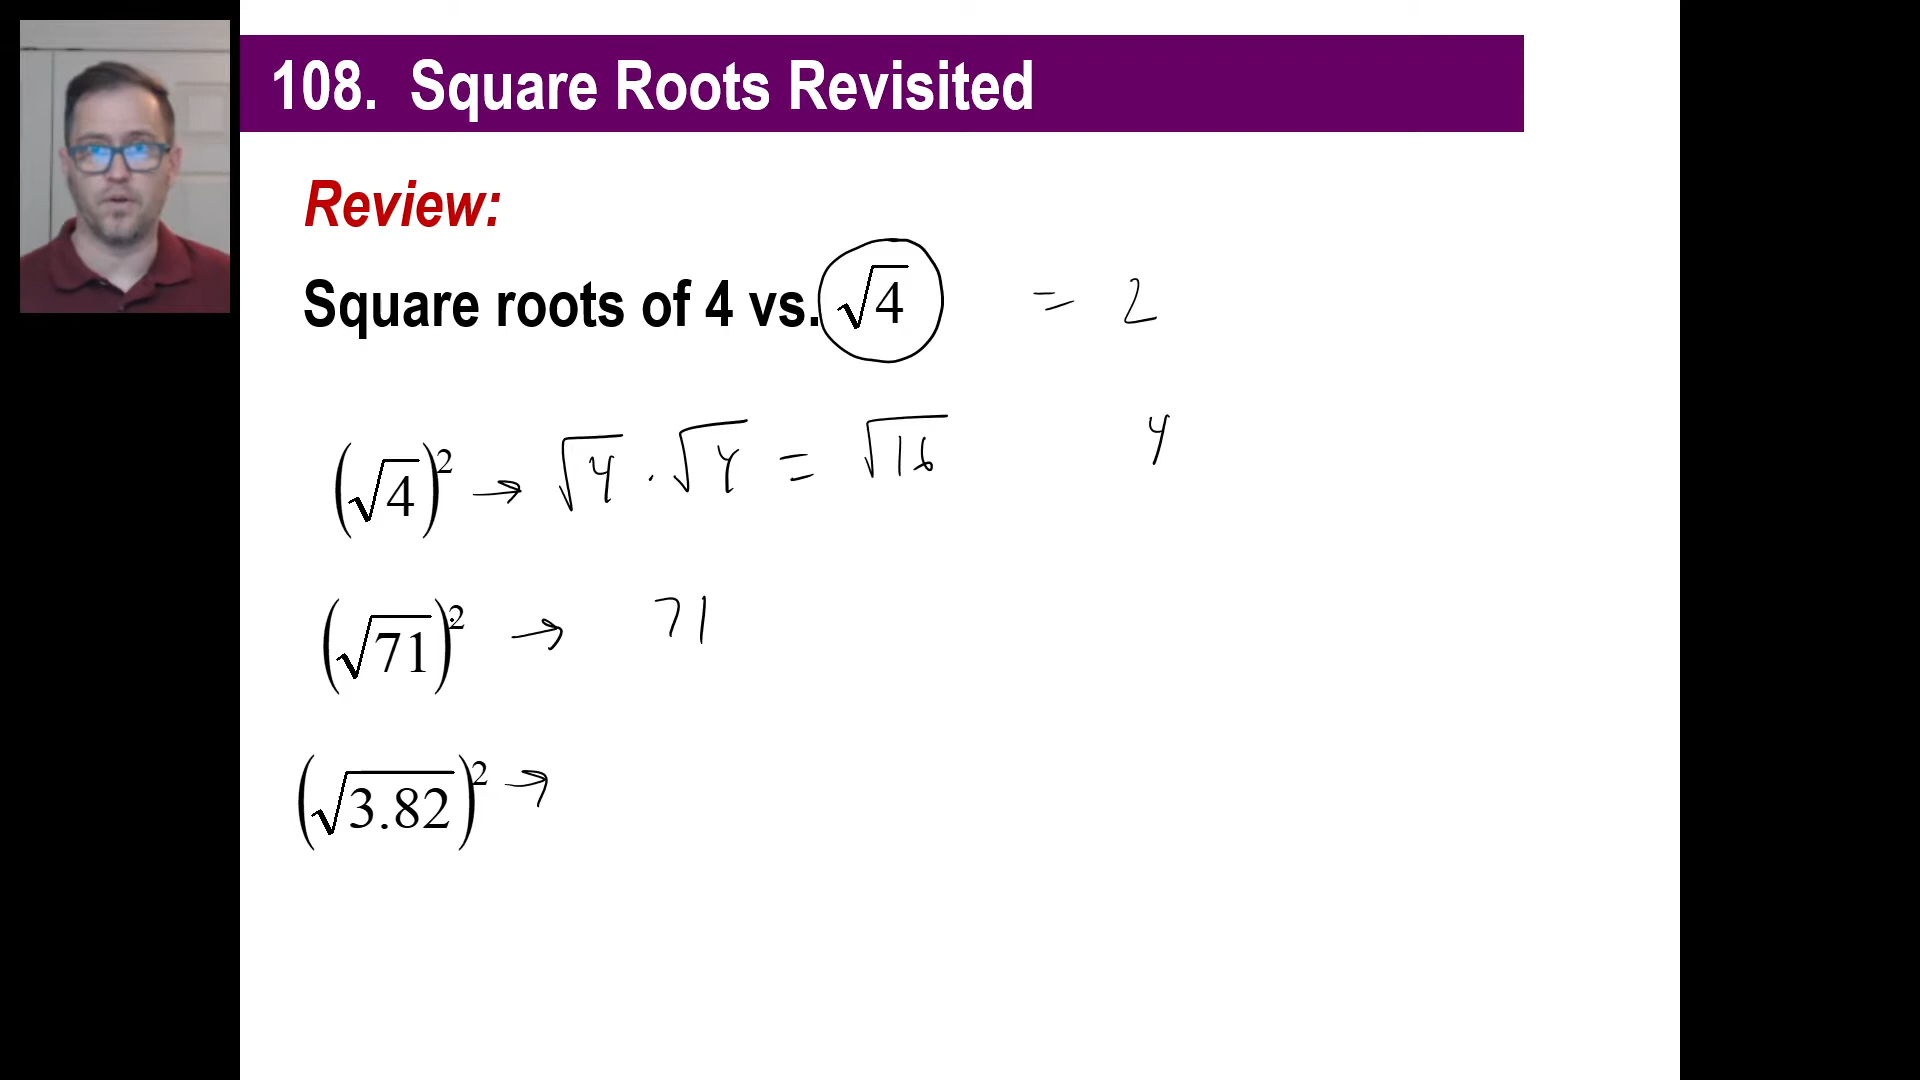 108. Square Roots Revisited
Review:
Square roots of 4 vs. √4 = 2
(√4)² → √4 · √4 = √16 4
(√71)² → 71
(√3.82)² →